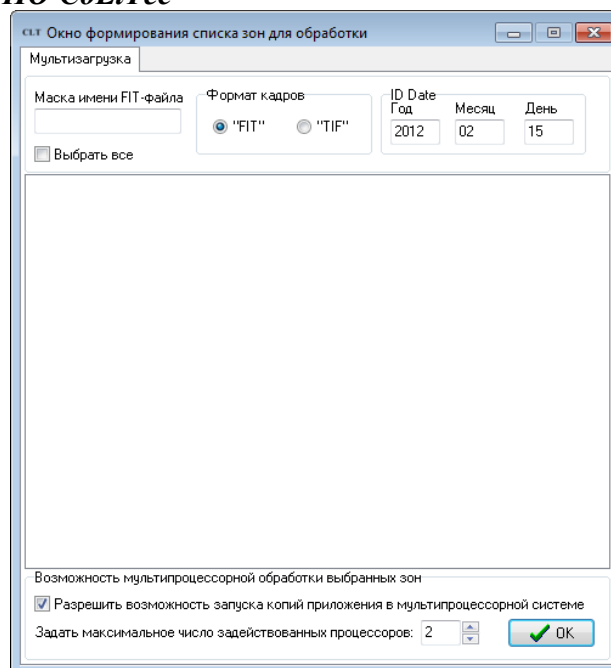 CoLiTec
CLT Окно формирования списка зон для обработки
Мультизагрузка
Маска имени FIT-файла
Формат кадров
"FIT" "TIF"
ID Date
Год Месяц День
2012 02 15
Выбрать все
Возможность мультипроцессорной обработки выбранных зон
Разрешить возможность запуска копий приложения в мультипроцессорной системе
Задать максимальное число задействованных процессоров: 2 OK